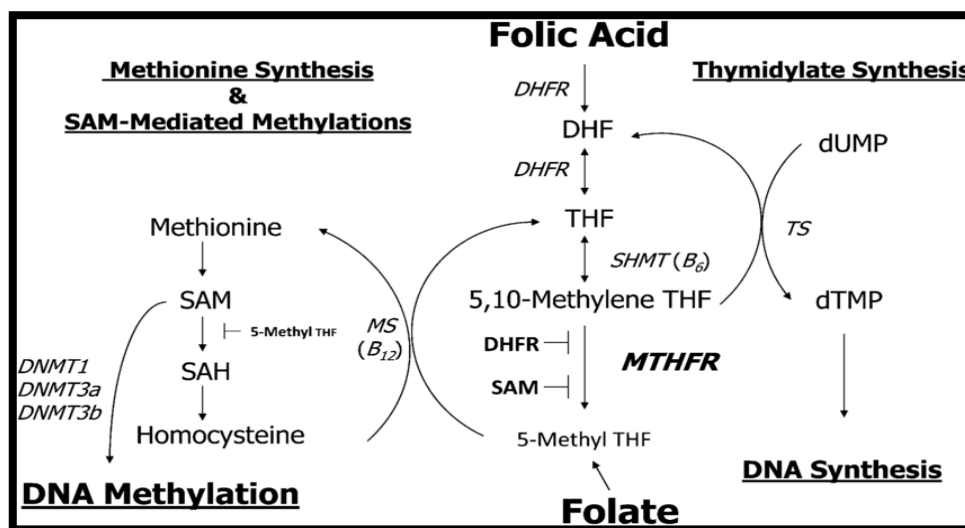 Folic Acid
Methionine Synthesis
&
SAM-Mediated Methylations
Thymidylate Synthesis
DHFR
DHF
dUMP
DHFR
THF
TS
Methionine
SHMT (B6)
SAM
5,10-Methylene THF
dTMP
5-Methyl THF
MS
(B12)
DHFR
MTHFR
SAH
SAM
DNMT1
DNMT3a
DNMT3b
Homocysteine
5-Methyl THF
DNA Methylation
DNA Synthesis
Folate